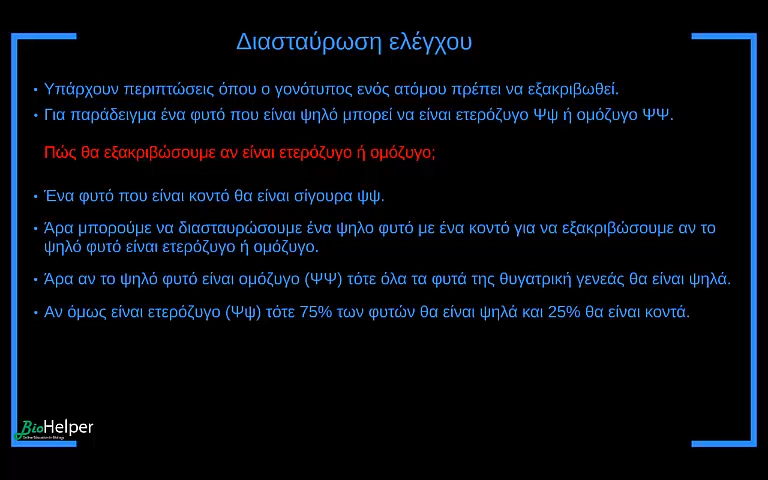 Διασταύρωση ελέγχου
• Υπάρχουν περιπτώσεις όπου ο γονότυπος ενός ατόμου πρέπει να εξακριβωθεί.
• Για παράδειγμα ένα φυτό που είναι ψηλό μπορεί να είναι ετερόζυγο Ψψ ή ομόζυγο ΨΨ.
Πώς θα εξακριβώσουμε αν είναι ετερόζυγο ή ομόζυγο;
• Ένα φυτό που είναι κοντό θα είναι σίγουρα ψψ.
• Άρα μπορούμε να διασταυρώσουμε ένα ψηλο φυτό με ένα κοντό για να εξακριβώσουμε αν το
ψηλό φυτό είναι ετερόζυγο ή ομόζυγο.
• Άρα αν το ψηλό φυτό είναι ομόζυγο (ΨΨ) τότε όλα τα φυτά της θυγατρική γενεάς θα είναι ψηλά.
• Αν όμως είναι ετερόζυγο (Ψψ) τότε 75% των φυτών θα είναι ψηλά και 25% θα είναι κοντά.
BioHelper
Online Education in Biology